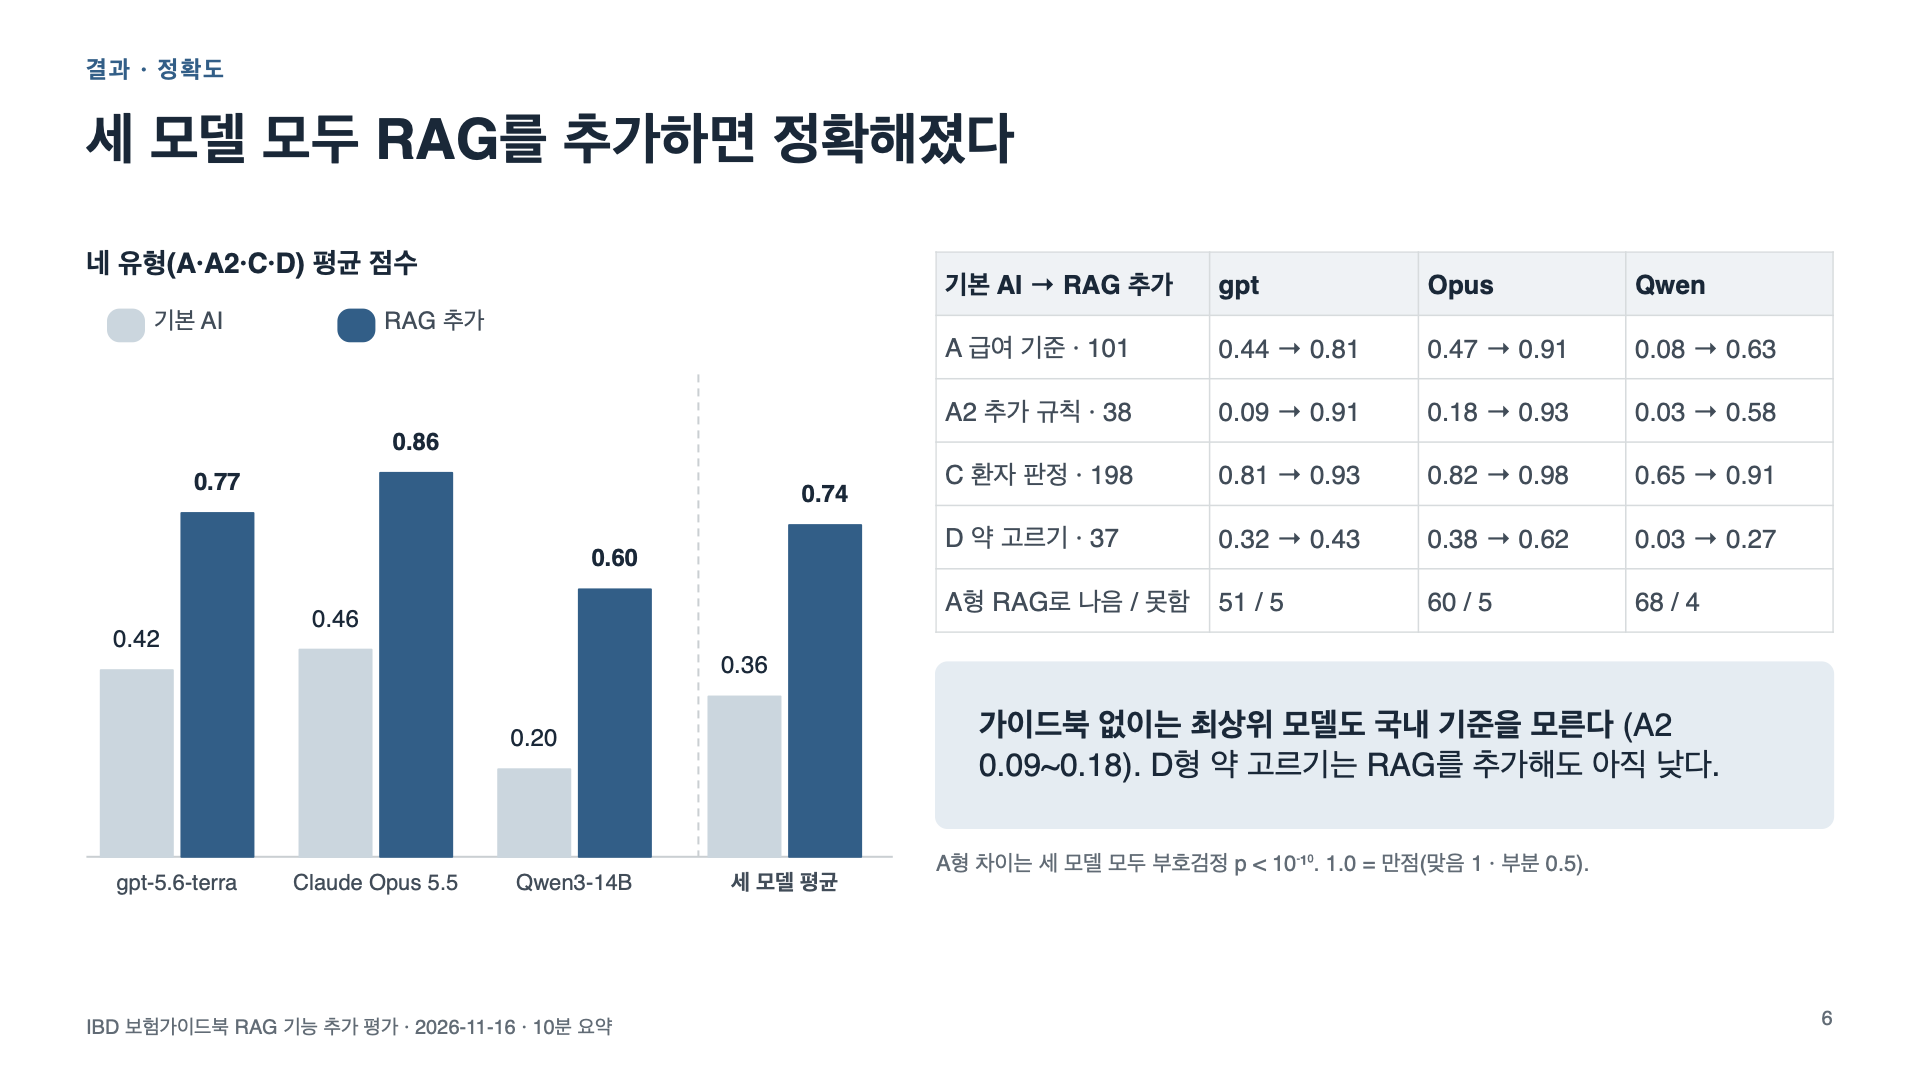 결과 · 정확도
세 모델 모두 RAG를 추가하면 정확해졌다
네 유형(A·A2·C·D) 평균 점수
기본 AI
RAG 추가
0.42
0.77
0.46
0.86
0.20
0.60
0.36
0.74
gpt-5.6-terra
Claude Opus 5.5
Qwen3-14B
세 모델 평균
기본 AI → RAG 추가 gpt Opus Qwen
A 급여 기준 · 101 0.44 → 0.81 0.47 → 0.91 0.08 → 0.63
A2 추가 규칙 · 38 0.09 → 0.91 0.18 → 0.93 0.03 → 0.58
C 환자 판정 · 198 0.81 → 0.93 0.82 → 0.98 0.65 → 0.91
D 약 고르기 · 37 0.32 → 0.43 0.38 → 0.62 0.03 → 0.27
A형 RAG로 나음 / 못함 51 / 5 60 / 5 68 / 4
가이드북 없이는 최상위 모델도 국내 기준을 모른다 (A2
0.09~0.18). D형 약 고르기는 RAG를 추가해도 아직 낮다.
A형 차이는 세 모델 모두 부호검정 p < 10⁻¹⁰. 1.0 = 만점(맞음 1 · 부분 0.5).
IBD 보험가이드북 RAG 기능 추가 평가 · 2026-11-16 · 10분 요약
6